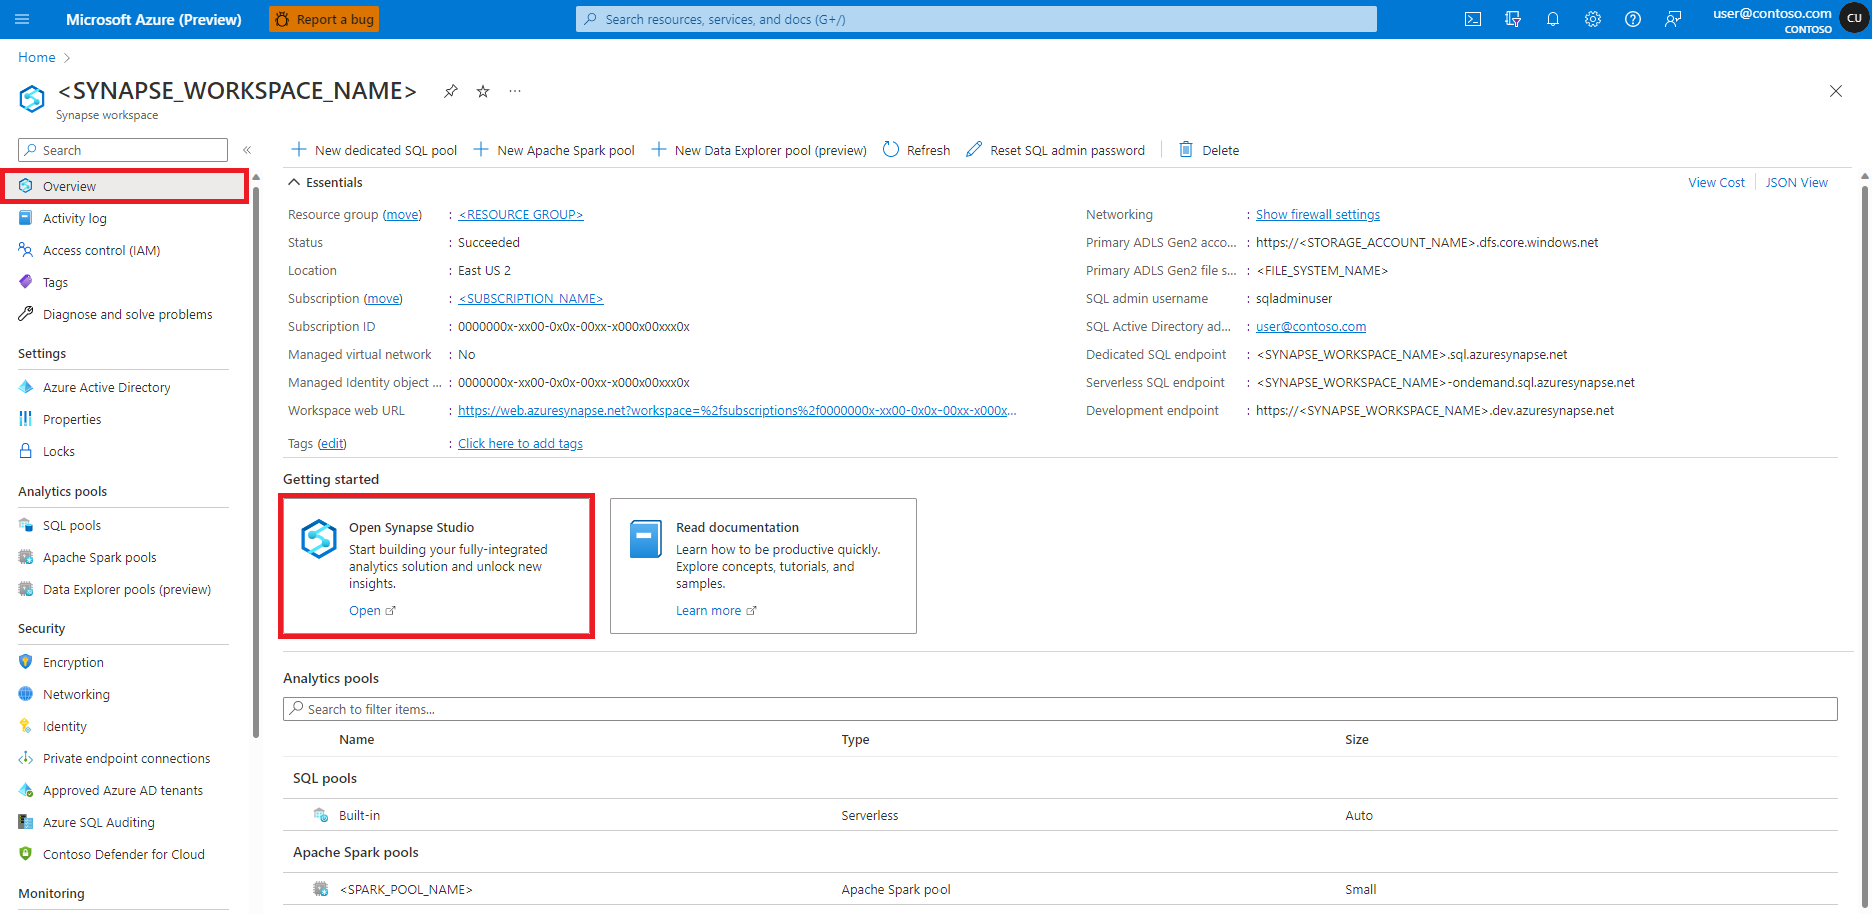 Microsoft Azure (Preview)
Report a bug
Search resources, services, and docs (G+/)
user@contoso.com
CONTOSO
CU
Home
<SYNAPSE_WORKSPACE_NAME>
Synapse workspace
Search
Overview
Activity log
Access control (IAM)
Tags
Diagnose and solve problems
Settings
Azure Active Directory
Properties
Locks
Analytics pools
SQL pools
Apache Spark pools
Data Explorer pools (preview)
Security
Encryption
Networking
Identity
Private endpoint connections
Approved Azure AD tenants
Azure SQL Auditing
Contoso Defender for Cloud
Monitoring
New dedicated SQL pool
New Apache Spark pool
New Data Explorer pool (preview)
Refresh
Reset SQL admin password
Delete
Essentials
View Cost
JSON View
Resource group (move) : <RESOURCE GROUP>
Status : Succeeded
Location : East US 2
Subscription (move) : <SUBSCRIPTION NAME>
Subscription ID : 0000000x-xx00-0x0x-00xx-x000x00xxx0x
Managed virtual network : No
Managed Identity object ... : 0000000x-xx00-0x0x-00xx-x000x00xxx0x
Workspace web URL : https://web.azuresynapse.net?workspace=%2fsubscriptions%2f0000000x-xx00-0x0x-00xx-x000x...
Tags (edit) : Click here to add tags
Networking : Show firewall settings
Primary ADLS Gen2 acco... : https://<STORAGE_ACCOUNT_NAME>.dfs.core.windows.net
Primary ADLS Gen2 file s... : <FILE_SYSTEM_NAME>
SQL admin username : sqladminuser
SQL Active Directory ad... : user@contoso.com
Dedicated SQL endpoint : <SYNAPSE_WORKSPACE_NAME>.sql.azuresynapse.net
Serverless SQL endpoint : <SYNAPSE_WORKSPACE_NAME>-ondemand.sql.azuresynapse.net
Development endpoint : https://<SYNAPSE_WORKSPACE_NAME>.dev.azuresynapse.net
Getting started
Open Synapse Studio
Start building your fully-integrated
analytics solution and unlock new
insights.
Open
Read documentation
Learn how to be productive quickly.
Explore concepts, tutorials, and
samples.
Learn more
Analytics pools
Search to filter items...
Name Type Size
SQL pools
Built-in Serverless Auto
Apache Spark pools
<SPARK_POOL_NAME> Apache Spark pool Small